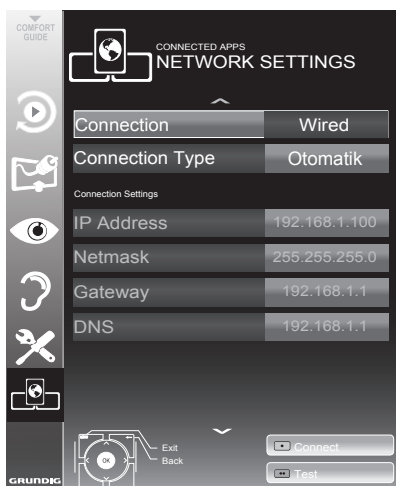 COMFORT
GUIDE
CONNECTED APPS
NETWORK SETTINGS
Connection Wired
Connection Type Otomatik
Connection Settings
IP Address 192.168.1.100
Netmask 255.255.255.0
Gateway 192.168.1.1
DNS 192.168.1.1
Exit
Back
OK
Connect
Test
GRUNDIG